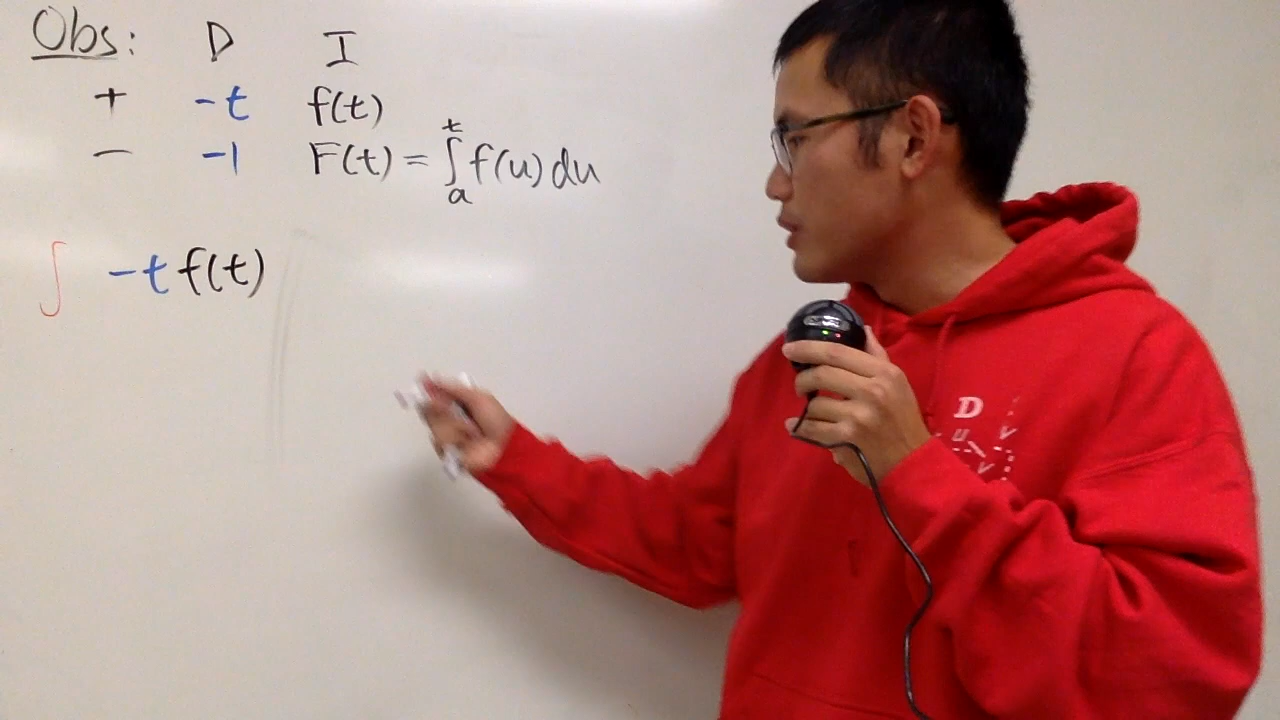 Obs: D I
+ -t f(t)
- -1 F(t) = ∫ₐᵗ f(u) du
∫ -t f(t)
D